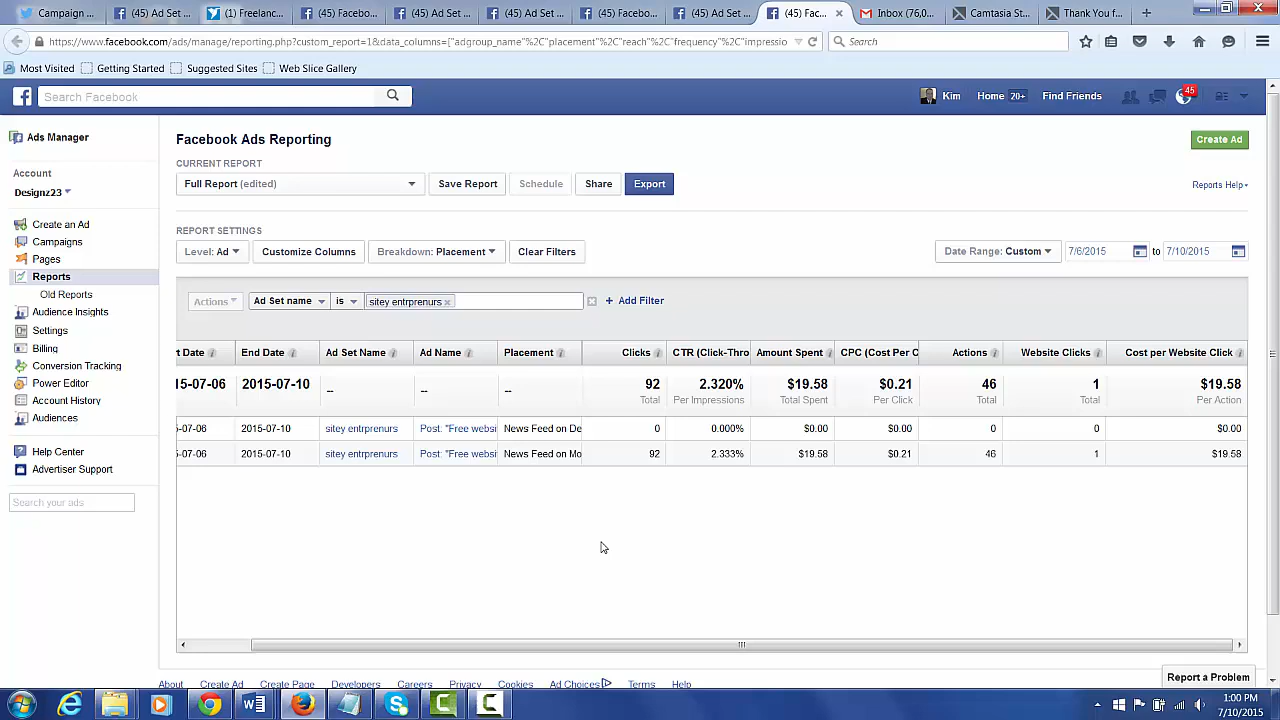 Campaign ...
(45) Ad Set ...
(1) Freelanc...
(45) Facebo...
(45) Ad Set ...
(45) Ad Set ...
(45) Facebo...
(45) Ad Set ...
(45) Fac...
Inbox (76,0...
Camtasia St...
Thank You f...
https://www.facebook.com/ads/manage/reporting.php?custom_report=1&data_columns=["adgroup_name"%2C"placement"%2C"reach"%2C"frequency"%2C"impressio
Search
Most Visited
Getting Started
Suggested Sites
Web Slice Gallery
Search Facebook
Kim
Home 20+
Find Friends
45
Ads Manager
Account
Designz23
Create an Ad
Campaigns
Pages
Reports
Old Reports
Audience Insights
Settings
Billing
Conversion Tracking
Power Editor
Account History
Audiences
Help Center
Advertiser Support
Search your ads
Facebook Ads Reporting
Create Ad
CURRENT REPORT
Full Report (edited)
Save Report
Schedule
Share
Export
Reports Help
REPORT SETTINGS
Level: Ad
Customize Columns
Breakdown: Placement
Clear Filters
Date Range: Custom
7/6/2015 to 7/10/2015
Actions
Ad Set name
is
sitey entrprenurs x
+ Add Filter
t Date End Date Ad Set Name Ad Name Placement Clicks CTR (Click-Thro Amount Spent CPC (Cost Per C Actions Website Clicks Cost per Website Click
15-07-06 2015-07-10 -- -- -- 92 2.320% $19.58 $0.21 46 1 $19.58
Total Per Impressions Total Spent Per Click Total Total Per Action
-07-06 2015-07-10 sitey entrprenurs Post: "Free websi News Feed on De 0 0.000% $0.00 $0.00 0 0 $0.00
-07-06 2015-07-10 sitey entrprenurs Post: "Free websi News Feed on Mo 92 2.333% $19.58 $0.21 46 1 $19.58
Report a Problem
About Create Ad Create Page Developers Careers Privacy Cookies Ad Choices Terms Help
1:00 PM
7/10/2015